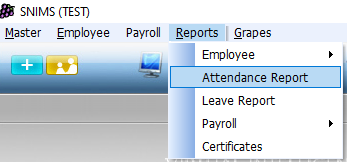 SNIMS (TEST)
Master Employee Payroll Reports Grapes
Employee
Attendance Report
Leave Report
Payroll
Certificates